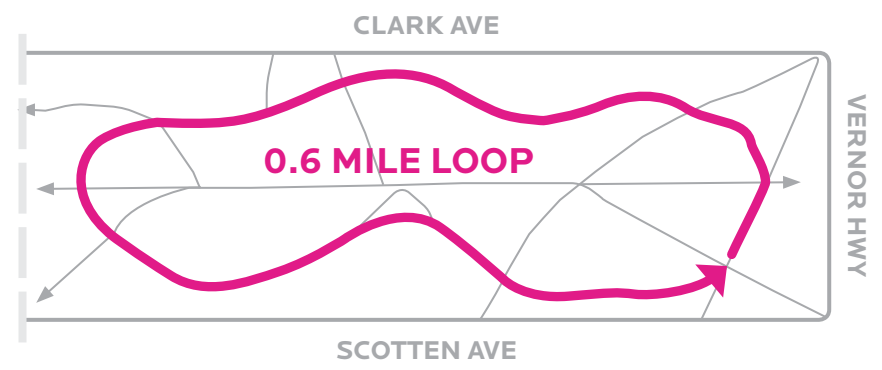 CLARK AVE
0.6 MILE LOOP
VERNOR HWY
SCOTTEN AVE